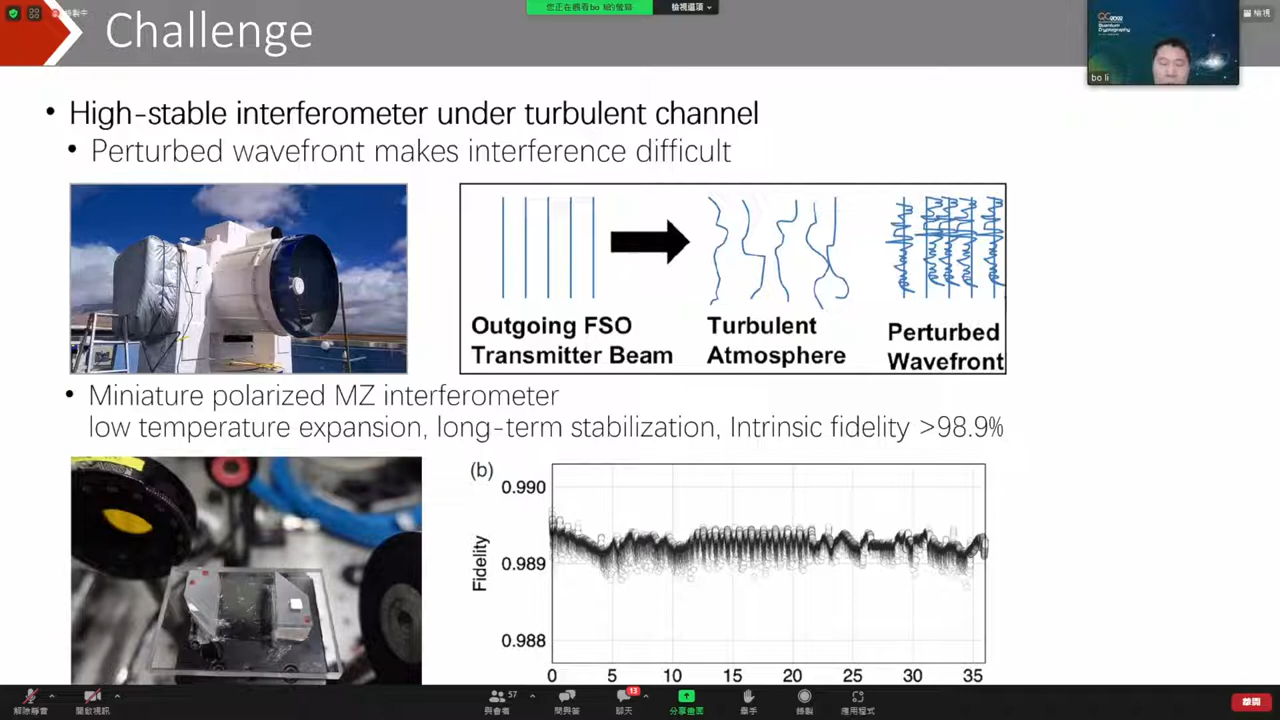 您正在觀看bo li的螢幕
檢視選項
檢視
Challenge
QC2022
Quantum
Cryptography
bo li
• High-stable interferometer under turbulent channel
• Perturbed wavefront makes interference difficult
Outgoing FSO
Transmitter Beam
Turbulent
Atmosphere
Perturbed
Wavefront
• Miniature polarized MZ interferometer
low temperature expansion, long-term stabilization, Intrinsic fidelity >98.9%
(b)
0.990
0.989
0.988
Fidelity
0 5 10 15 20 25 30 35
解除靜音
開啟視訊
57
與會者
問與答
13
聊天
分享畫面
舉手
錄製
應用程式
離開